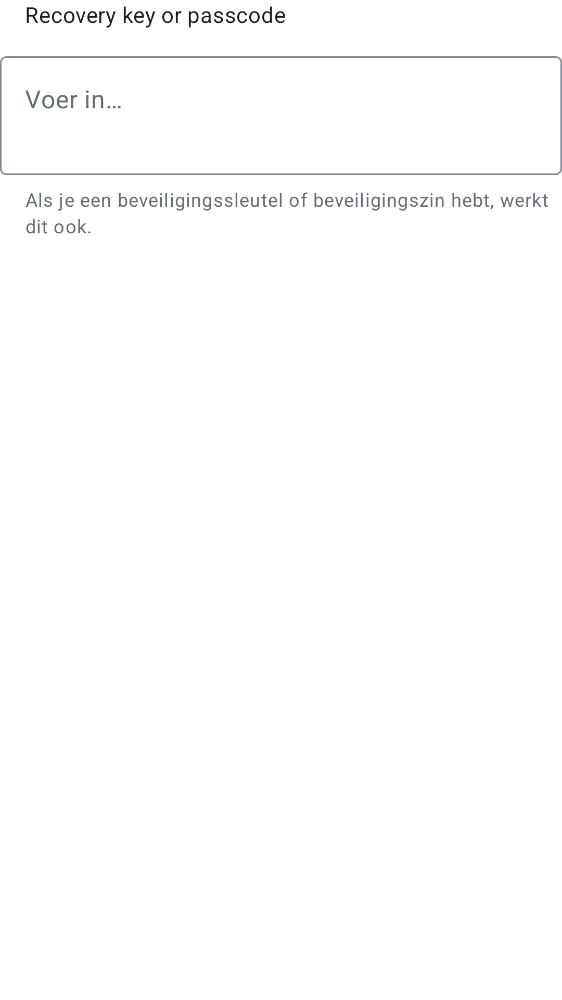 Recovery key or passcode
Voer in…
Als je een beveiligingssleutel of beveiligingszin hebt, werkt
dit ook.